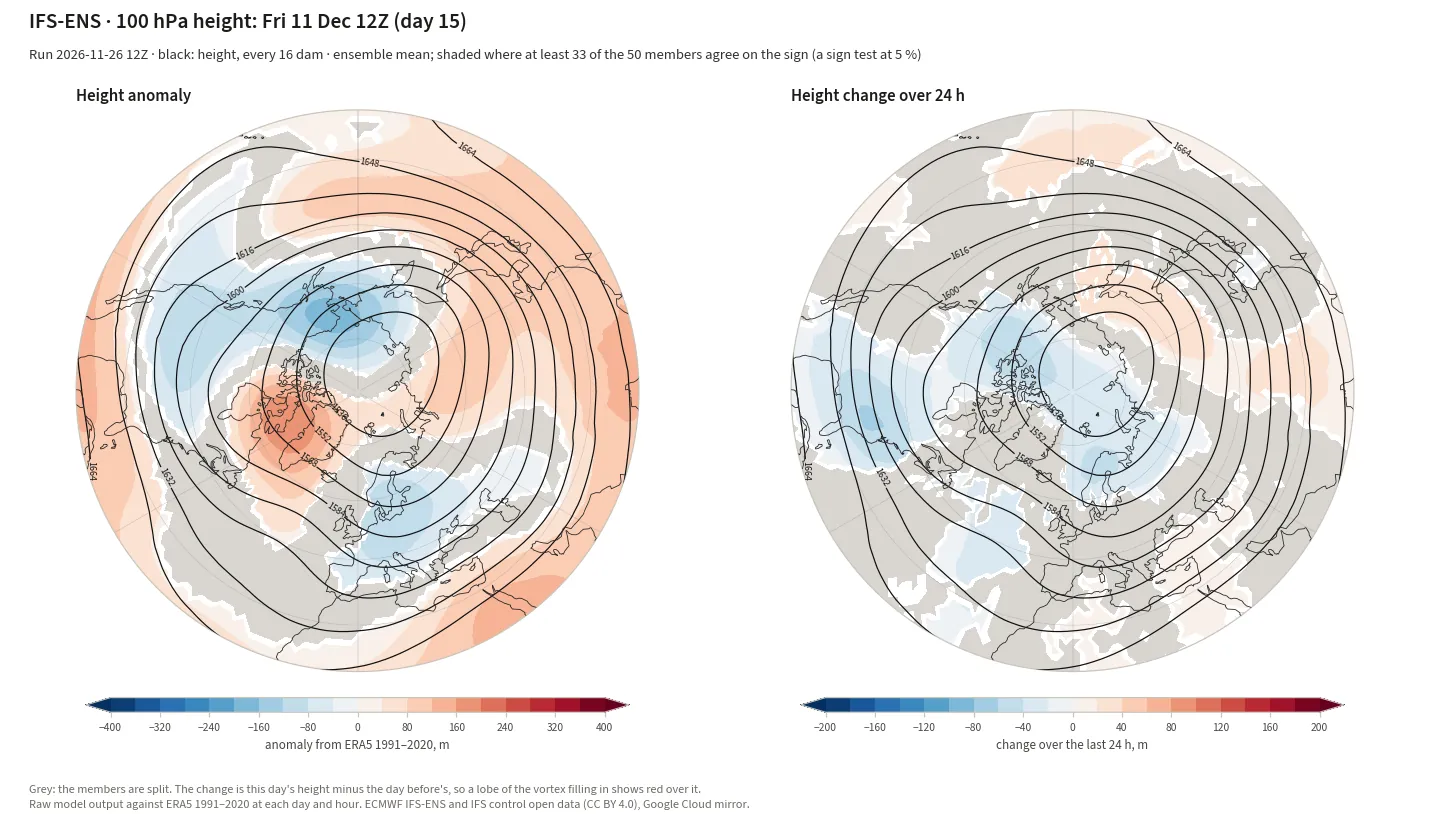 IFS-ENS · 100 hPa height: Fri 11 Dec 12Z (day 15)
Run 2026-11-26 12Z · black: height, every 16 dam · ensemble mean; shaded where at least 33 of the 50 members agree on the sign (a sign test at 5 %)
Height anomaly
Height change over 24 h
1664
1648
1616
1600
1552
1568
1584
1632
1664
1664
1648
1616
1600
1552
1568
1584
1632
1664
−400 −320 −240 −160 −80 0 80 160 240 320 400
anomaly from ERA5 1991–2020, m
−200 −160 −120 −80 −40 0 40 80 120 160 200
change over the last 24 h, m
Grey: the members are split. The change is this day's height minus the day before's, so a lobe of the vortex filling in shows red over it.
Raw model output against ERA5 1991–2020 at each day and hour. ECMWF IFS-ENS and IFS control open data (CC BY 4.0), Google Cloud mirror.